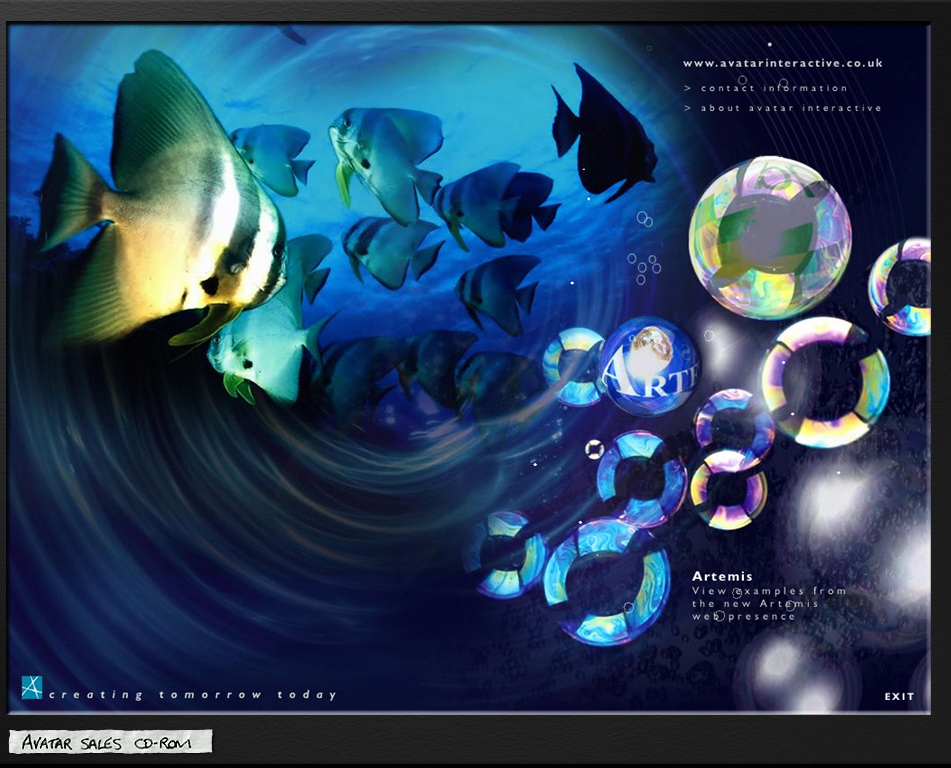 www.avatarinteractive.co.uk
> contact information
> about avatar interactive
ARTE
Artemis
View examples from
the new Artemis
web presence
creating tomorrow today
EXIT
AVATAR SALES CD-ROM